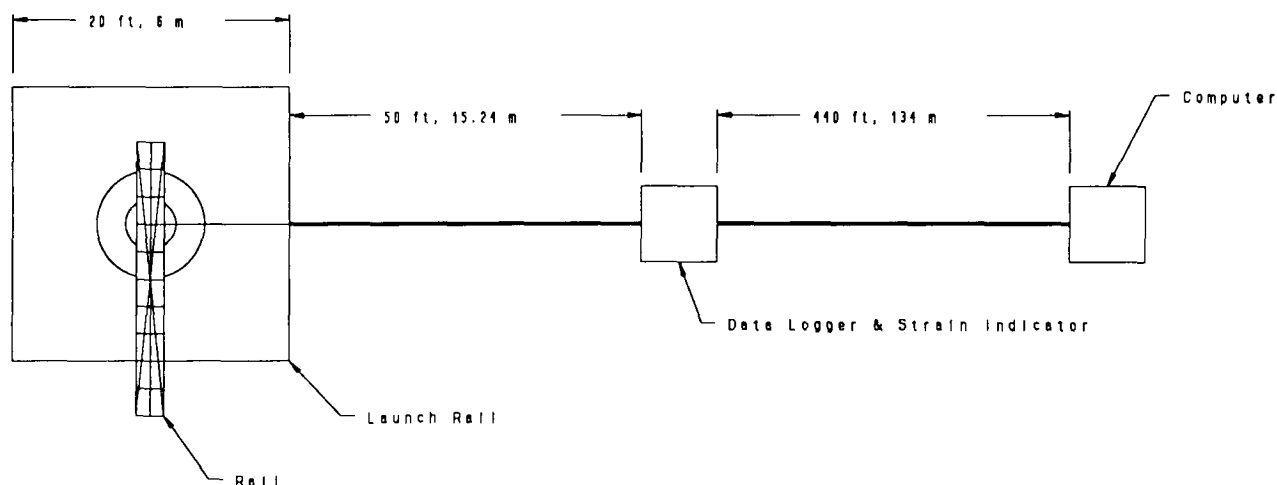 20 ft, 6 m
50 ft, 15.24 m
440 ft, 134 m
Computer
Data Logger & Strain Indicator
Launch Rail
Rail